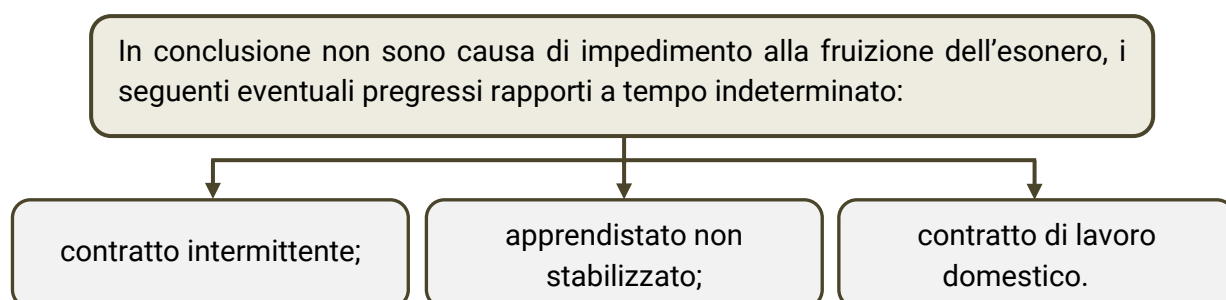 In conclusione non sono causa di impedimento alla fruizione dell’esonero, i
seguenti eventuali pregressi rapporti a tempo indeterminato:
contratto intermittente;
apprendistato non
stabilizzato;
contratto di lavoro
domestico.